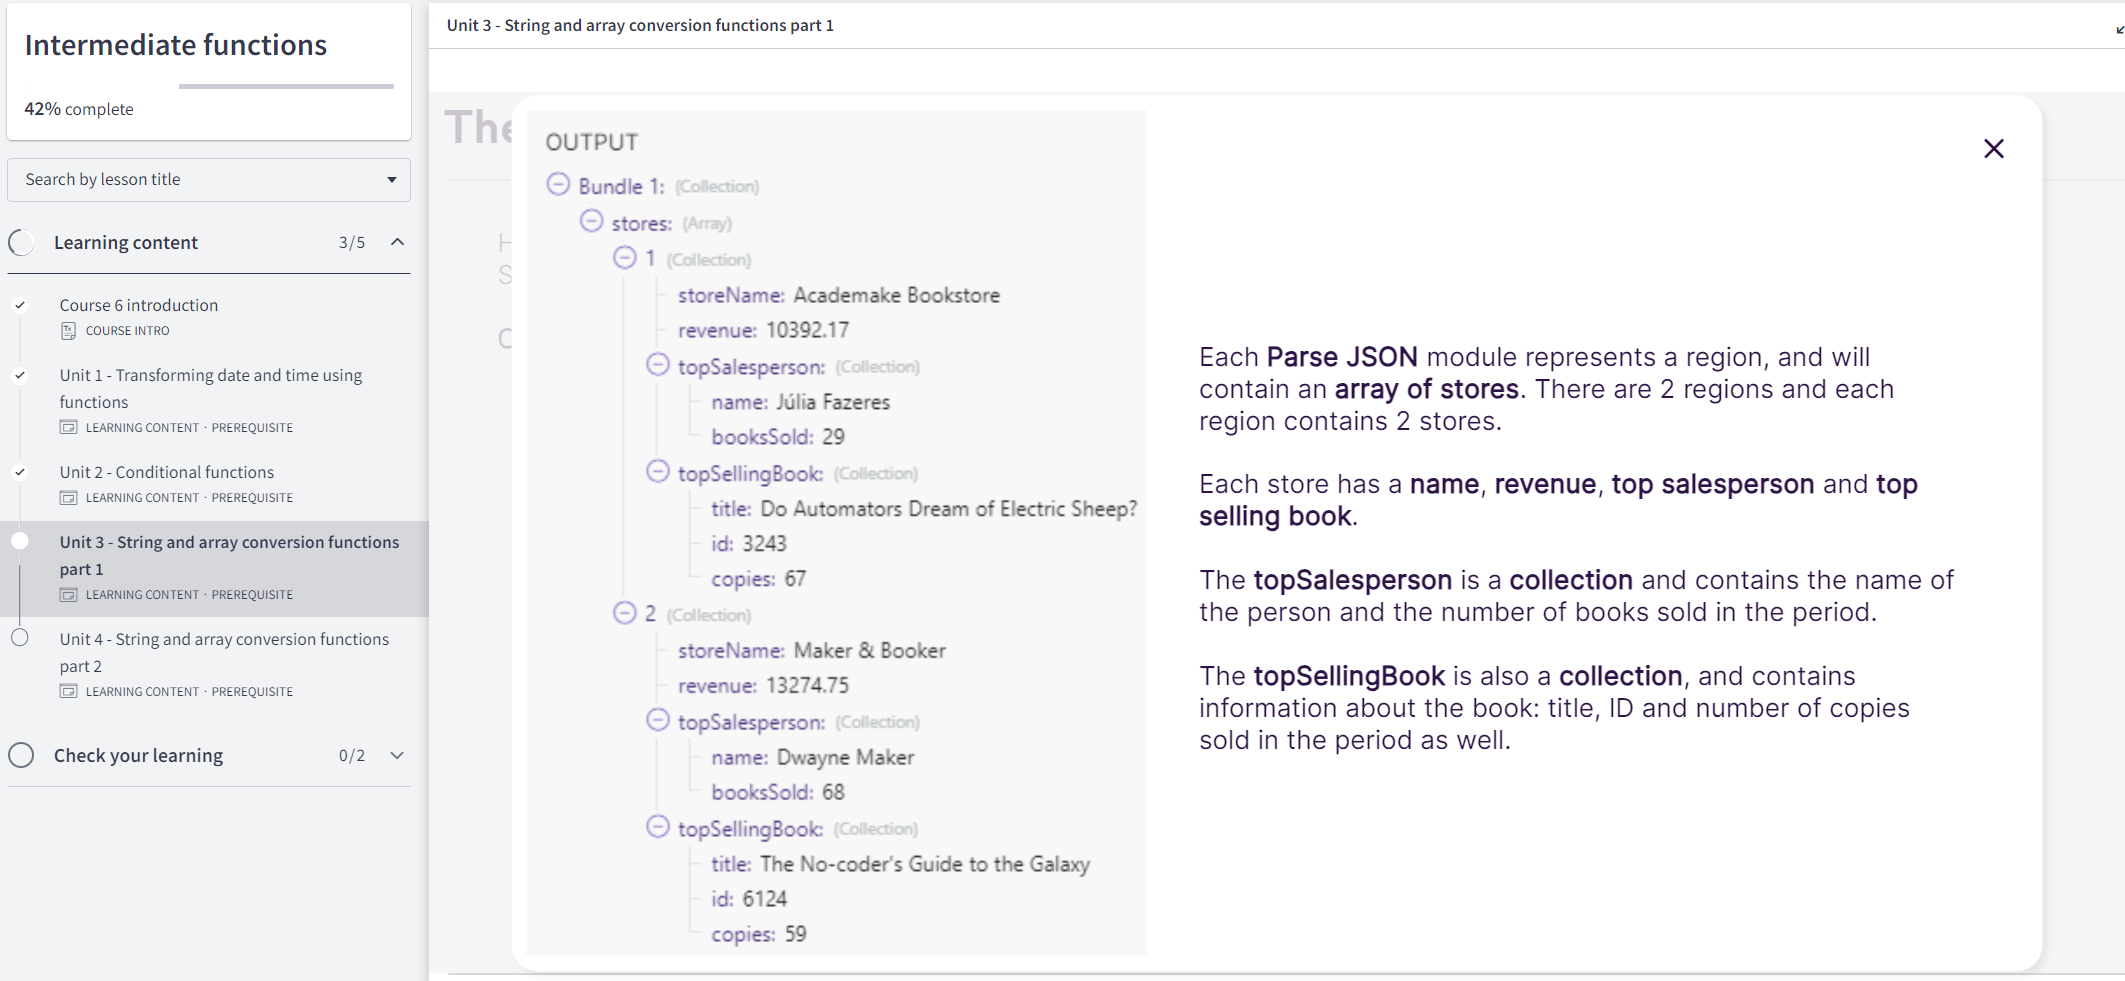 Intermediate functions
42% complete
Search by lesson title
Learning content 3/5
Course 6 introduction
COURSE INTRO
Unit 1 - Transforming date and time using
functions
LEARNING CONTENT · PREREQUISITE
Unit 2 - Conditional functions
LEARNING CONTENT · PREREQUISITE
Unit 3 - String and array conversion functions
part 1
LEARNING CONTENT · PREREQUISITE
Unit 4 - String and array conversion functions
part 2
LEARNING CONTENT · PREREQUISITE
Check your learning 0/2
Unit 3 - String and array conversion functions part 1
OUTPUT
Bundle 1: (Collection)
stores: (Array)
1 (Collection)
storeName: Academake Bookstore
revenue: 10392.17
topSalesperson: (Collection)
name: Júlia Fazeres
booksSold: 29
topSellingBook: (Collection)
title: Do Automators Dream of Electric Sheep?
id: 3243
copies: 67
2 (Collection)
storeName: Maker & Booker
revenue: 13274.75
topSalesperson: (Collection)
name: Dwayne Maker
booksSold: 68
topSellingBook: (Collection)
title: The No-coder's Guide to the Galaxy
id: 6124
copies: 59
Each Parse JSON module represents a region, and will
contain an array of stores. There are 2 regions and each
region contains 2 stores.
Each store has a name, revenue, top salesperson and top
selling book.
The topSalesperson is a collection and contains the name of
the person and the number of books sold in the period.
The topSellingBook is also a collection, and contains
information about the book: title, ID and number of copies
sold in the period as well.